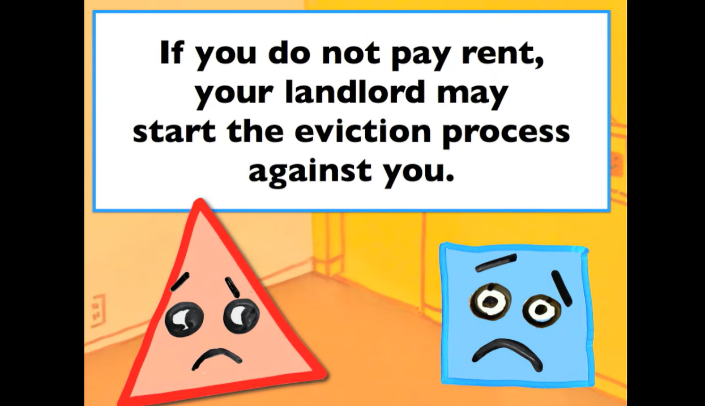 If you do not pay rent,
your landlord may
start the eviction process
against you.